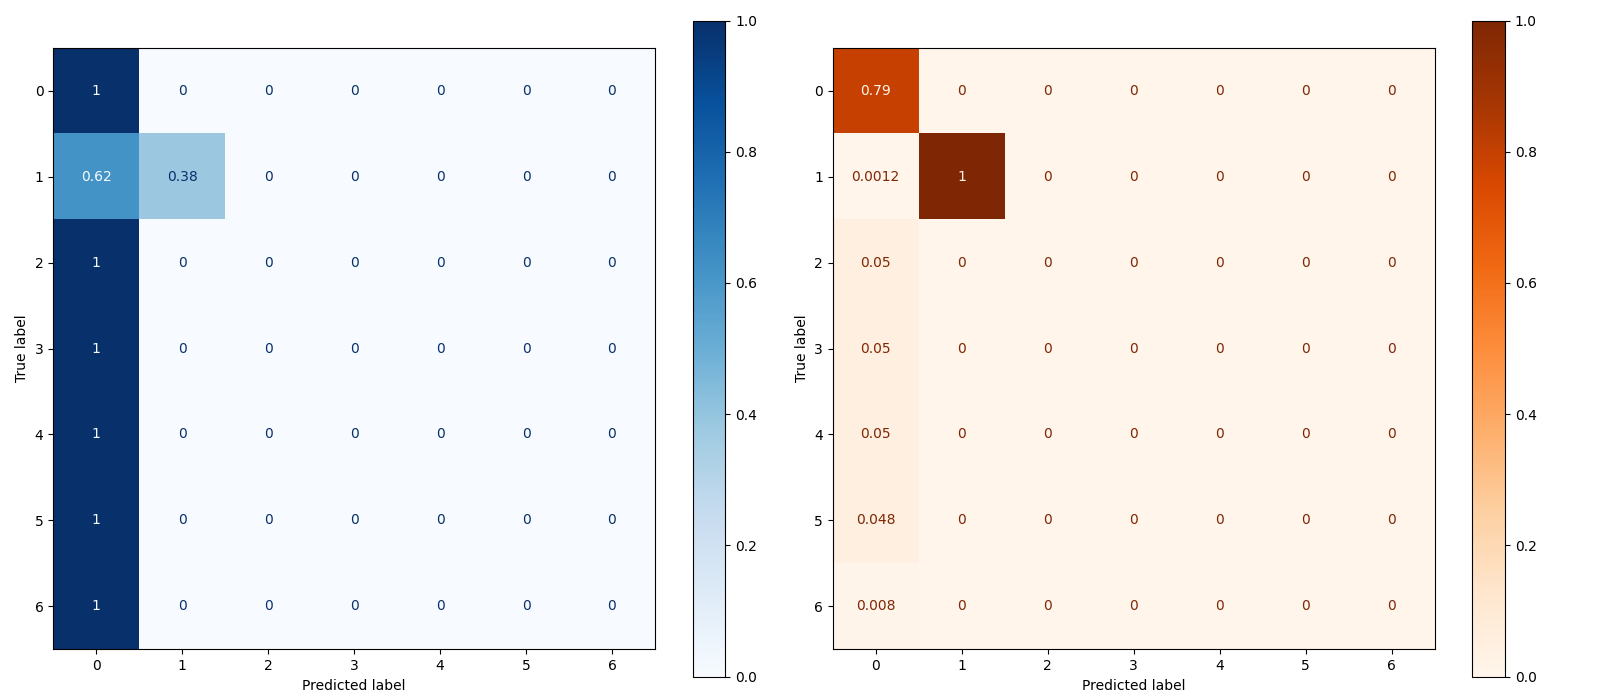 0 1 0 0 0 0 0 0
1 0.62 0.38 0 0 0 0 0
2 1 0 0 0 0 0 0
3 1 0 0 0 0 0 0
4 1 0 0 0 0 0 0
5 1 0 0 0 0 0 0
6 1 0 0 0 0 0 0
0 1 2 3 4 5 6
True label
Predicted label
1.0
0.8
0.6
0.4
0.2
0.0
0 0.79 0 0 0 0 0 0
1 0.0012 1 0 0 0 0 0
2 0.05 0 0 0 0 0 0
3 0.05 0 0 0 0 0 0
4 0.05 0 0 0 0 0 0
5 0.048 0 0 0 0 0 0
6 0.008 0 0 0 0 0 0
0 1 2 3 4 5 6
True label
Predicted label
1.0
0.8
0.6
0.4
0.2
0.0